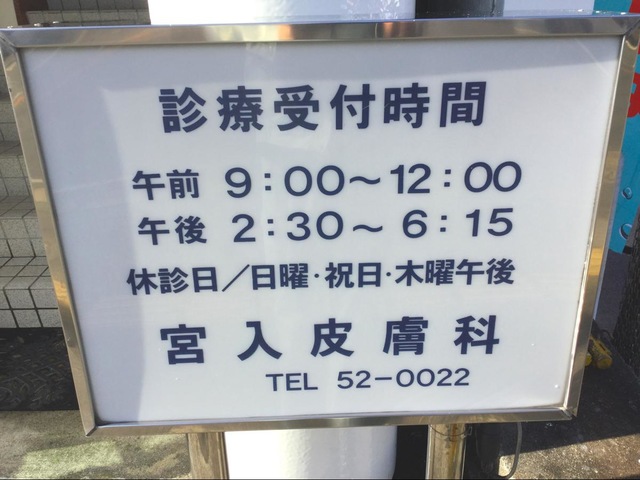 診療受付時間
午前 9:00～12:00
午後 2:30～ 6:15
休診日／日曜・祝日・木曜午後
宮入皮膚科
TEL 52-0022